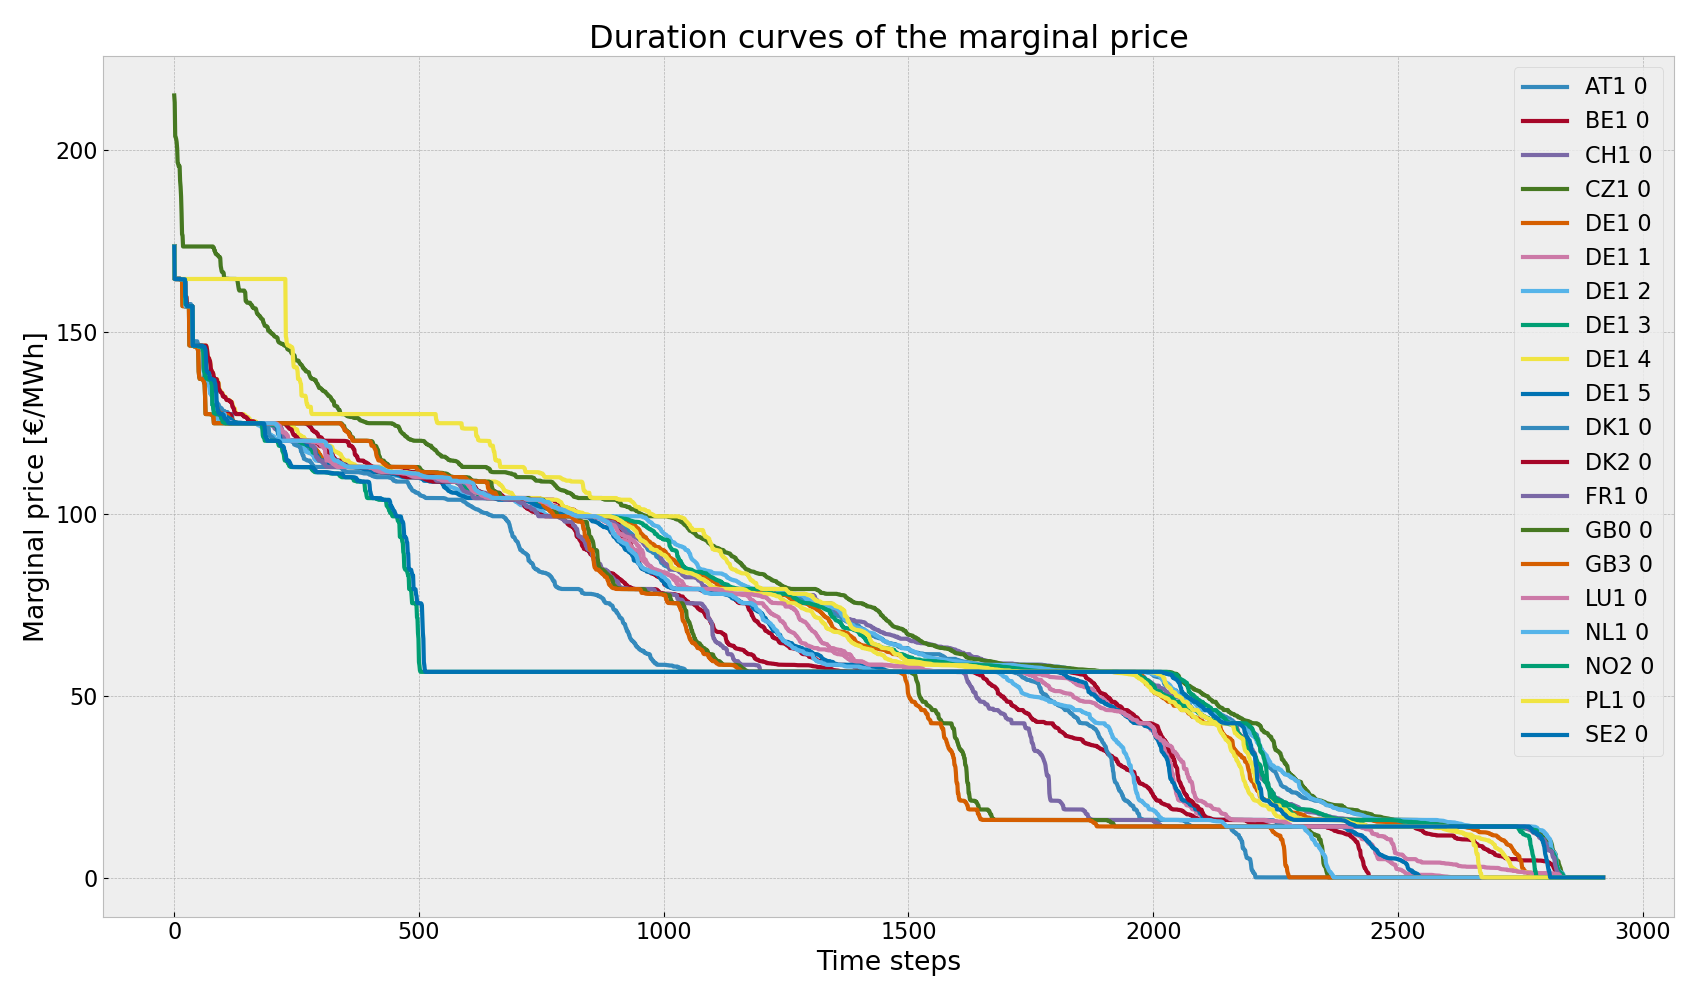 Duration curves of the marginal price
Marginal price [€/MWh]
200
150
100
50
0
0
500
1000
1500
2000
2500
3000
Time steps
AT1 0
BE1 0
CH1 0
CZ1 0
DE1 0
DE1 1
DE1 2
DE1 3
DE1 4
DE1 5
DK1 0
DK2 0
FR1 0
GB0 0
GB3 0
LU1 0
NL1 0
NO2 0
PL1 0
SE2 0